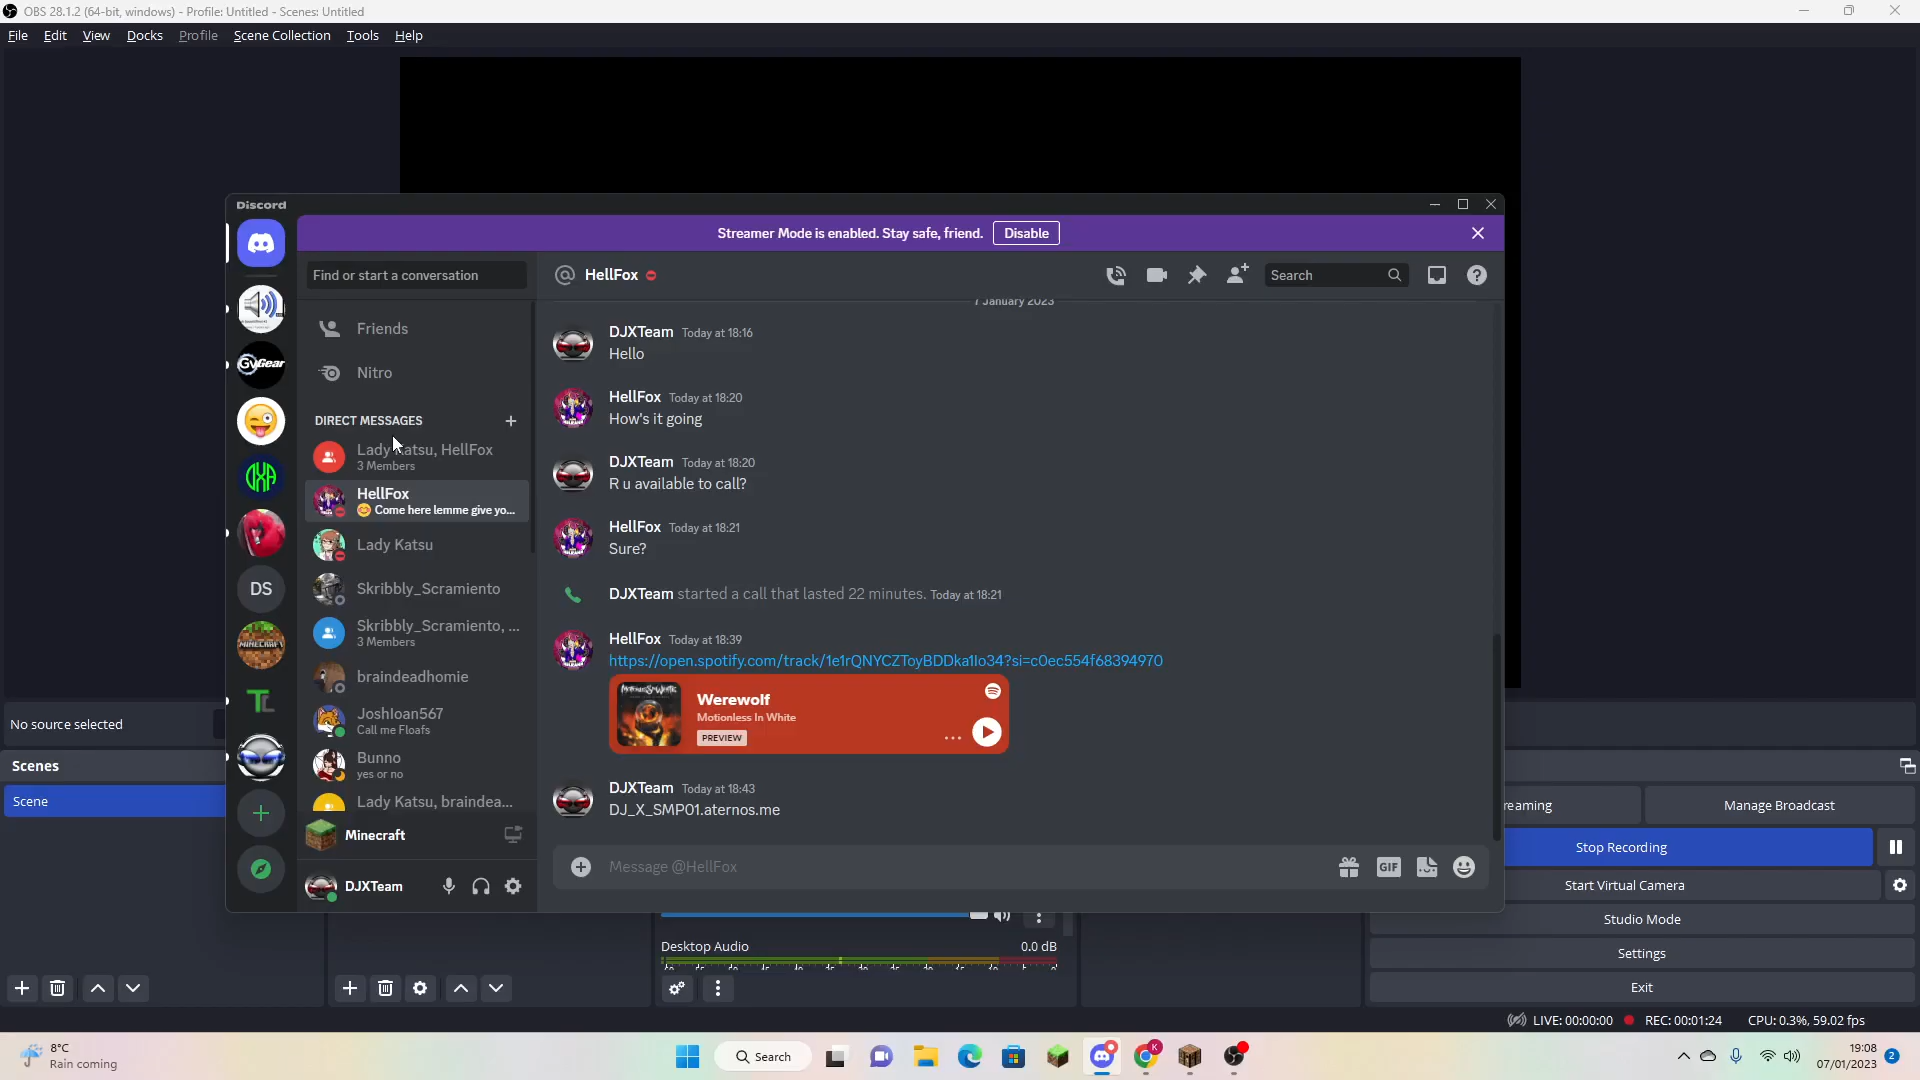 OBS 28.1.2 (64-bit, windows) - Profile: Untitled - Scenes: Untitled
File Edit View Docks Profile Scene Collection Tools Help
Discord
Streamer Mode is enabled. Stay safe, friend. Disable
Find or start a conversation
HellFox
Search
Friends
Nitro
DIRECT MESSAGES
Lady Katsu, HellFox
3 Members
HellFox
😊 Come here lemme give yo...
Lady Katsu
Skribbly_Scramiento
Skribbly_Scramiento, ...
3 Members
braindeadhomie
Joshloan567
Call me Floafs
Bunno
yes or no
Lady Katsu, braindea...
Minecraft
DJXTeam
GVGear
DS
MINECRAFT
TL
7 January 2023
DJXTeam Today at 18:16
Hello
HellFox Today at 18:20
How's it going
DJXTeam Today at 18:20
R u available to call?
HellFox Today at 18:21
Sure?
DJXTeam started a call that lasted 22 minutes. Today at 18:21
HellFox Today at 18:39
https://open.spotify.com/track/1e1rQNYCZToyBDDka1Io34?si=c0ec554f68394970
Werewolf
Motionless In White
PREVIEW
DJXTeam Today at 18:43
DJ_X_SMP01.aternos.me
Message @HellFox
GIF
No source selected
Scenes
Scene
Desktop Audio 0.0 dB
reaming
Manage Broadcast
Stop Recording
Start Virtual Camera
Studio Mode
Settings
Exit
LIVE: 00:00:00 REC: 00:01:24 CPU: 0.3%, 59.02 fps
8°C
Rain coming
Search
K
19:08
07/01/2023
2